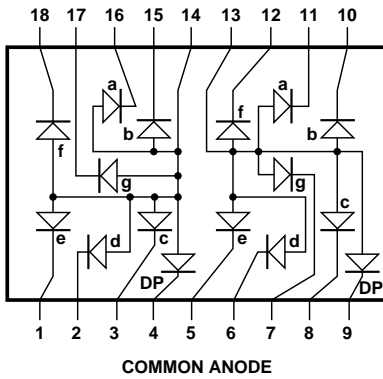 18 17 16 15 14 13 12 11 10
a a
f b f b
g g
e d c e d c
DP DP
1 2 3 4 5 6 7 8 9
COMMON ANODE